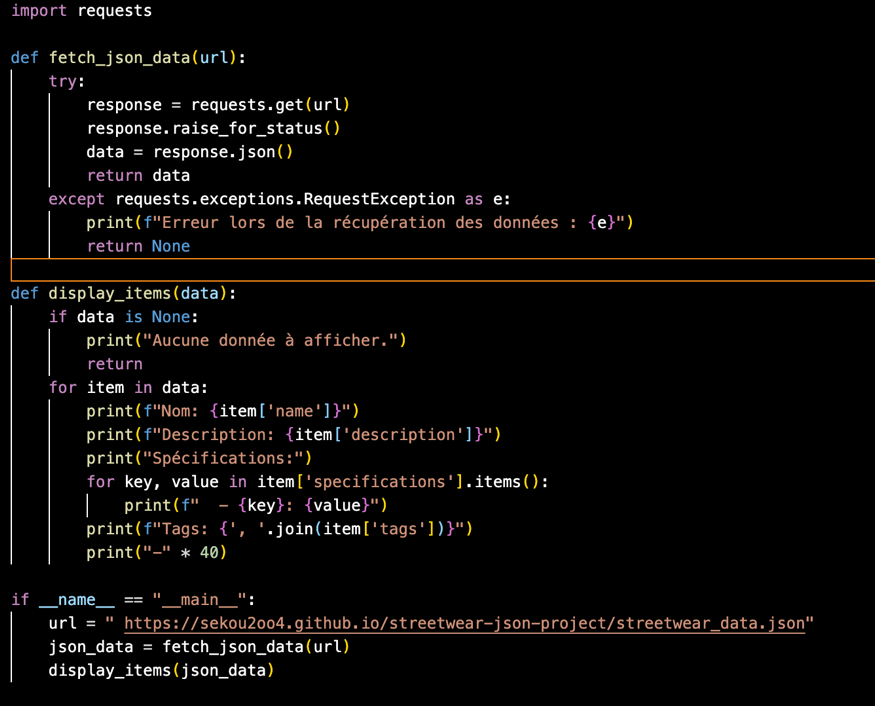 import requests

def fetch_json_data(url):
    try:
        response = requests.get(url)
        response.raise_for_status()
        data = response.json()
        return data
    except requests.exceptions.RequestException as e:
        print(f"Erreur lors de la récupération des données : {e}")
        return None

def display_items(data):
    if data is None:
        print("Aucune donnée à afficher.")
        return
    for item in data:
        print(f"Nom: {item['name']}")
        print(f"Description: {item['description']}")
        print("Spécifications:")
        for key, value in item['specifications'].items():
            print(f"  - {key}: {value}")
        print(f"Tags: {', '.join(item['tags'])}")
        print("-" * 40)

if __name__ == "__main__":
    url = " https://sekou2oo4.github.io/streetwear-json-project/streetwear_data.json"
    json_data = fetch_json_data(url)
    display_items(json_data)